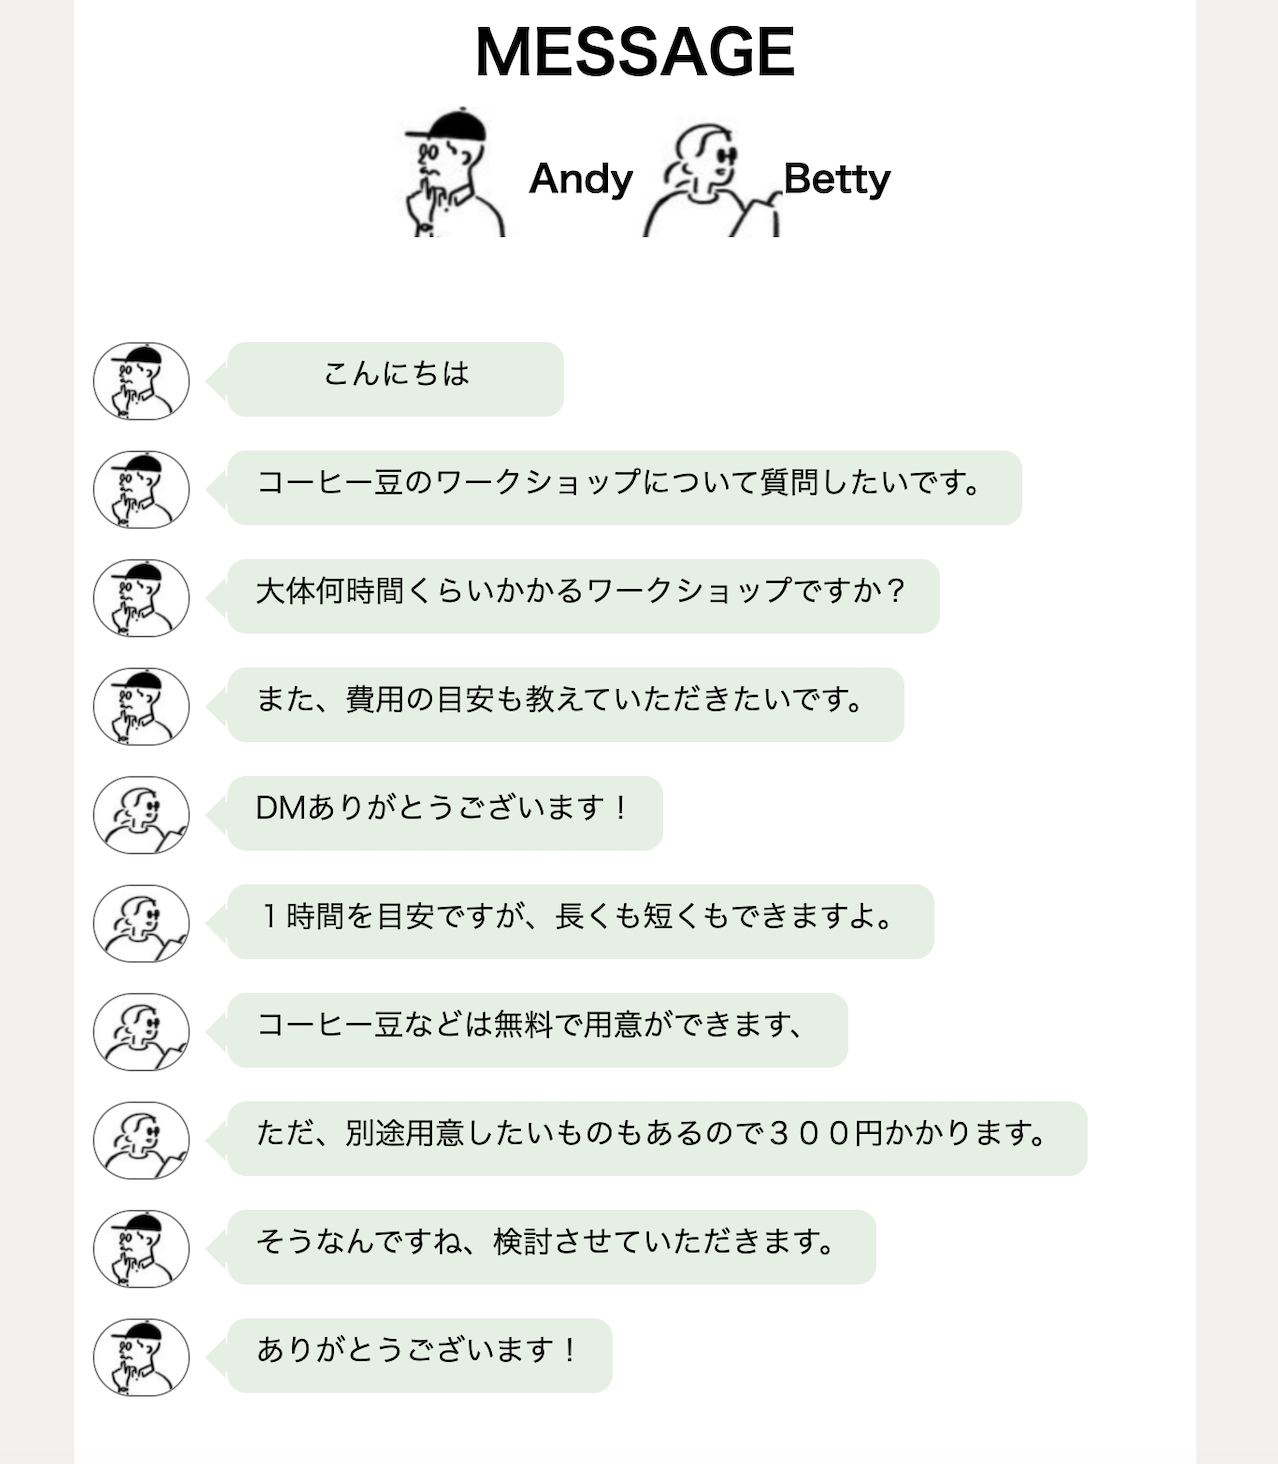 MESSAGE
Andy
Betty
こんにちは
コーヒー豆のワークショップについて質問したいです。
大体何時間くらいかかるワークショップですか？
また、費用の目安も教えていただきたいです。
DMありがとうございます！
１時間を目安ですが、長くも短くもできますよ。
コーヒー豆などは無料で用意ができます、
ただ、別途用意したいものもあるので３００円かかります。
そうなんですね、検討させていただきます。
ありがとうございます！